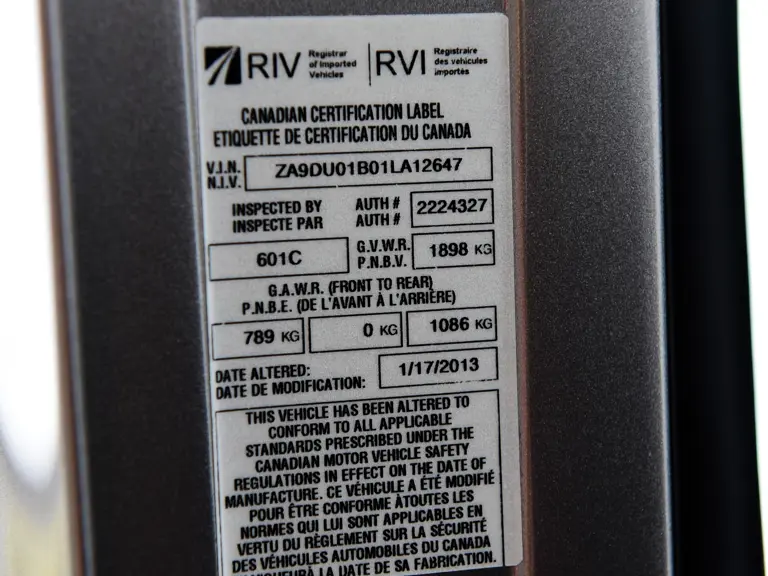 RIV Registrar of Imported Vehicles | RVI Registraire des véhicules importés
CANADIAN CERTIFICATION LABEL
ETIQUETTE DE CERTIFICATION DU CANADA
V.I.N. N.I.V. ZA9DU01B01LA12647
INSPECTED BY AUTH # 2224327
INSPECTE PAR AUTH #
601C G.V.W.R. P.N.B.V. 1898 KG
G.A.W.R. (FRONT TO REAR)
P.N.B.E. (DE L'AVANT À L'ARRIÈRE)
789 KG 0 KG 1086 KG
DATE ALTERED: 1/17/2013
DATE DE MODIFICATION:
THIS VEHICLE HAS BEEN ALTERED TO
CONFORM TO ALL APPLICABLE
STANDARDS PRESCRIBED UNDER THE
CANADIAN MOTOR VEHICLE SAFETY
REGULATIONS IN EFFECT ON THE DATE OF
MANUFACTURE. CE VÉHICULE A ÉTÉ MODIFIÉ
POUR ÊTRE CONFORME ÀTOUTES LES
NORMES QUI LUI SONT APPLICABLES EN
VERTU DU RÈGLEMENT SUR LA SÉCURITÉ
DES VÉHICULES AUTOMOBILES DU CANADA
À LA DATE DE SA FABRICATION.